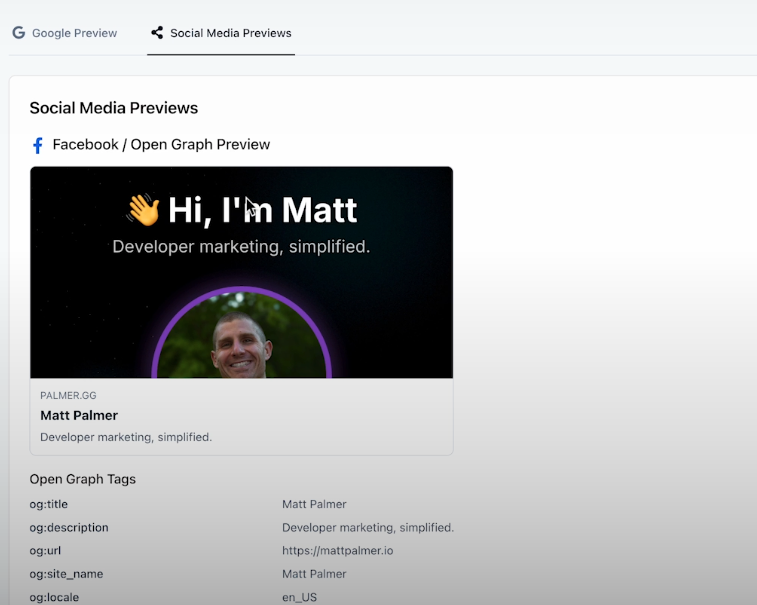 Google Preview
Social Media Previews
Social Media Previews
Facebook / Open Graph Preview
👋 Hi, I'm Matt
Developer marketing, simplified.
PALMER.GG
Matt Palmer
Developer marketing, simplified.
Open Graph Tags
og:title Matt Palmer
og:description Developer marketing, simplified.
og:url https://mattpalmer.io
og:site_name Matt Palmer
og:locale en_US